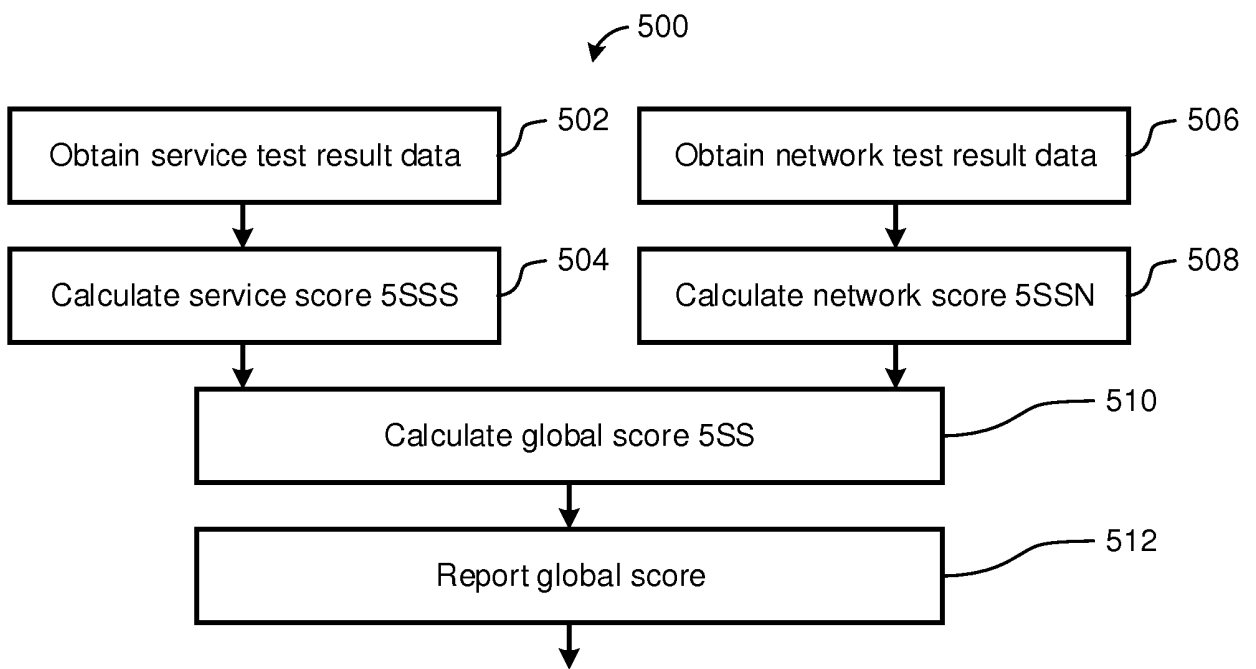 500
Obtain service test result data
502
Obtain network test result data
506
Calculate service score 5SSS
504
Calculate network score 5SSN
508
Calculate global score 5SS
510
Report global score
512